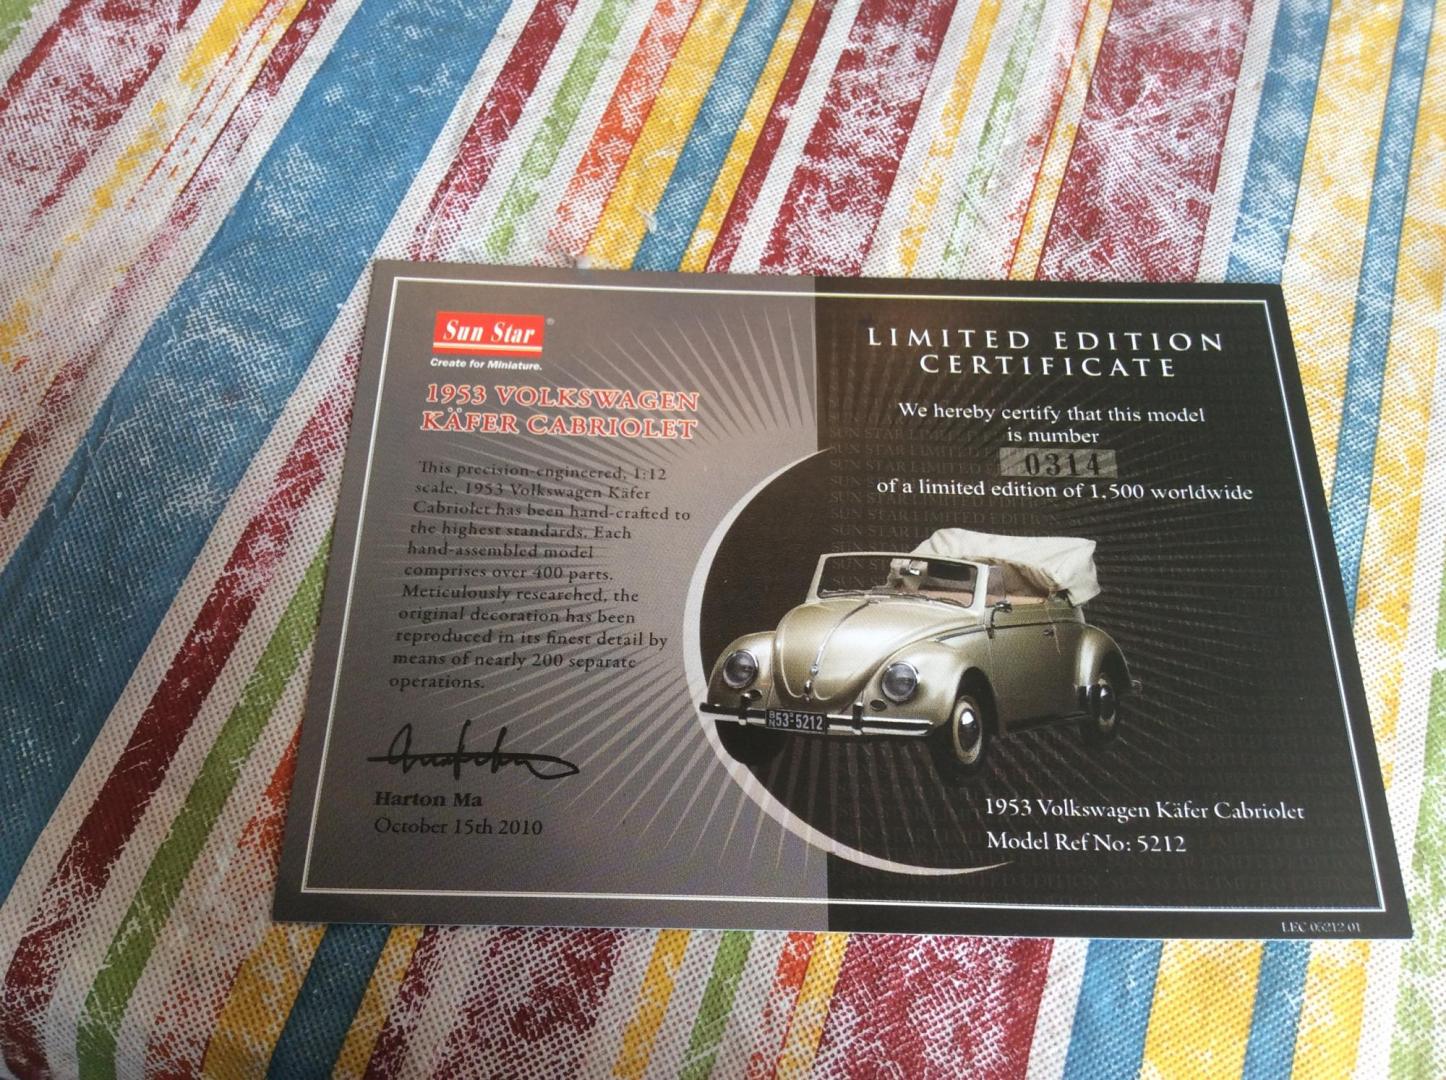 Sun Star®
Create for Miniature.
1953 VOLKSWAGEN
KÄFER CABRIOLET
This precision-engineered, 1:12
scale, 1953 Volkswagen Käfer
Cabriolet has been hand-crafted to
the highest standards. Each
hand-assembled model
comprises over 400 parts.
Meticulously researched, the
original decoration has been
reproduced in its finest detail by
means of nearly 200 separate
operations.
Harton Ma
October 15th 2010
LIMITED EDITION
CERTIFICATE
We hereby certify that this model
is number
0314
of a limited edition of 1,500 worldwide
BN 53-5212
1953 Volkswagen Käfer Cabriolet
Model Ref No: 5212
LEC 05212 01